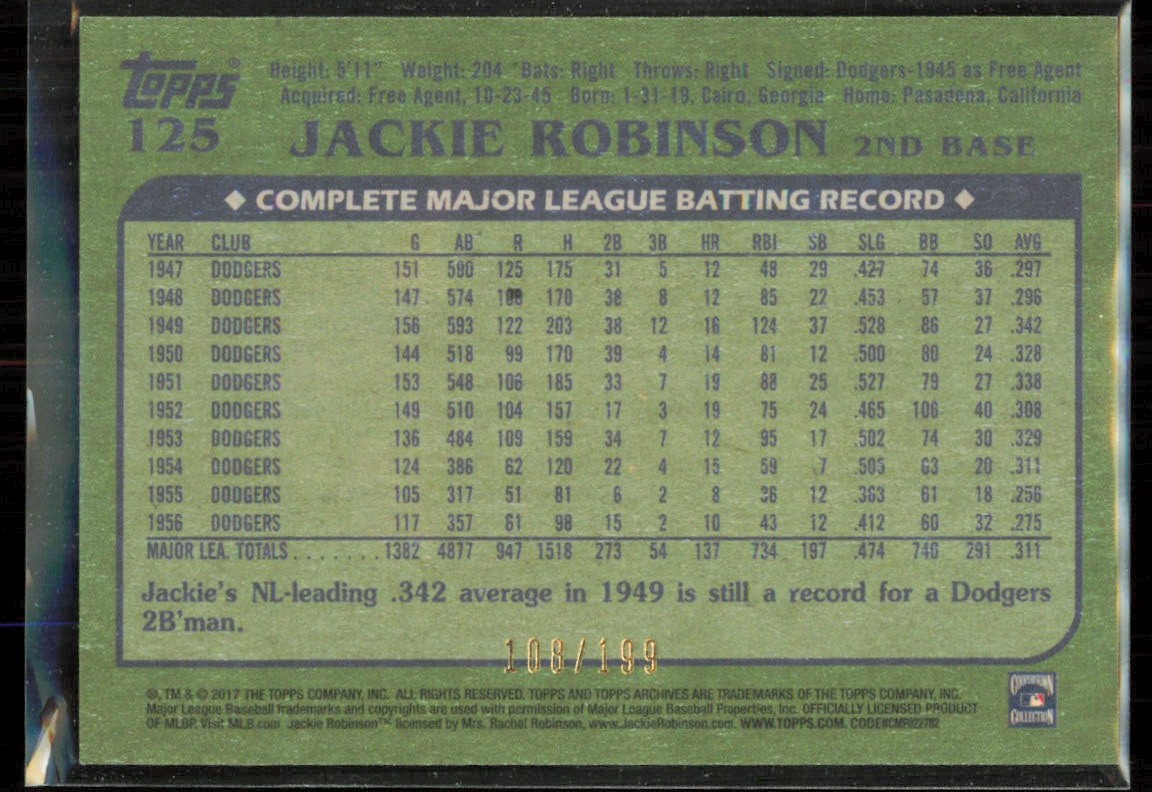 Topps® Height: 5'11" Weight: 204 Bats: Right Throws: Right Signed: Dodgers-1945 as Free Agent
Acquired: Free Agent, 10-23-45 Born: 1-31-19, Cairo, Georgia Home: Pasadena, California
125 JACKIE ROBINSON 2ND BASE
◆ COMPLETE MAJOR LEAGUE BATTING RECORD ◆
YEAR CLUB G AB R H 2B 3B HR RBI SB SLG BB SO AVG
1947 DODGERS 151 590 125 175 31 5 12 48 29 .427 74 36 .297
1948 DODGERS 147 574 108 170 38 8 12 85 22 .453 57 37 .296
1949 DODGERS 156 593 122 203 38 12 16 124 37 .528 86 27 .342
1950 DODGERS 144 518 99 170 39 4 14 81 12 .500 80 24 .328
1951 DODGERS 153 548 106 185 33 7 19 88 25 .527 79 27 .338
1952 DODGERS 149 510 104 157 17 3 19 75 24 .465 106 40 .308
1953 DODGERS 136 484 109 159 34 7 12 95 17 .502 74 30 .329
1954 DODGERS 124 386 62 120 22 4 15 59 7 .505 63 20 .311
1955 DODGERS 105 317 51 81 6 2 8 36 12 .363 61 18 .256
1956 DODGERS 117 357 61 98 15 2 10 43 12 .412 60 32 .275
MAJOR LEA. TOTALS . . . . . . . 1382 4877 947 1518 273 54 137 734 197 .474 740 291 .311
Jackie's NL-leading .342 average in 1949 is still a record for a Dodgers
2B'man.
108/199
®, TM & © 2017 THE TOPPS COMPANY, INC. ALL RIGHTS RESERVED. TOPPS AND TOPPS ARCHIVES ARE TRADEMARKS OF THE TOPPS COMPANY, INC.
Major League Baseball trademarks and copyrights are used with permission of Major League Baseball Properties, Inc. OFFICIALLY LICENSED PRODUCT
OF MLBP. Visit MLB.com Jackie Robinson™ licensed by Mrs. Rachel Robinson, www.JackieRobinson.com. WWW.TOPPS.COM. CODE#CMP022782
COOPERSTOWN
COLLECTION